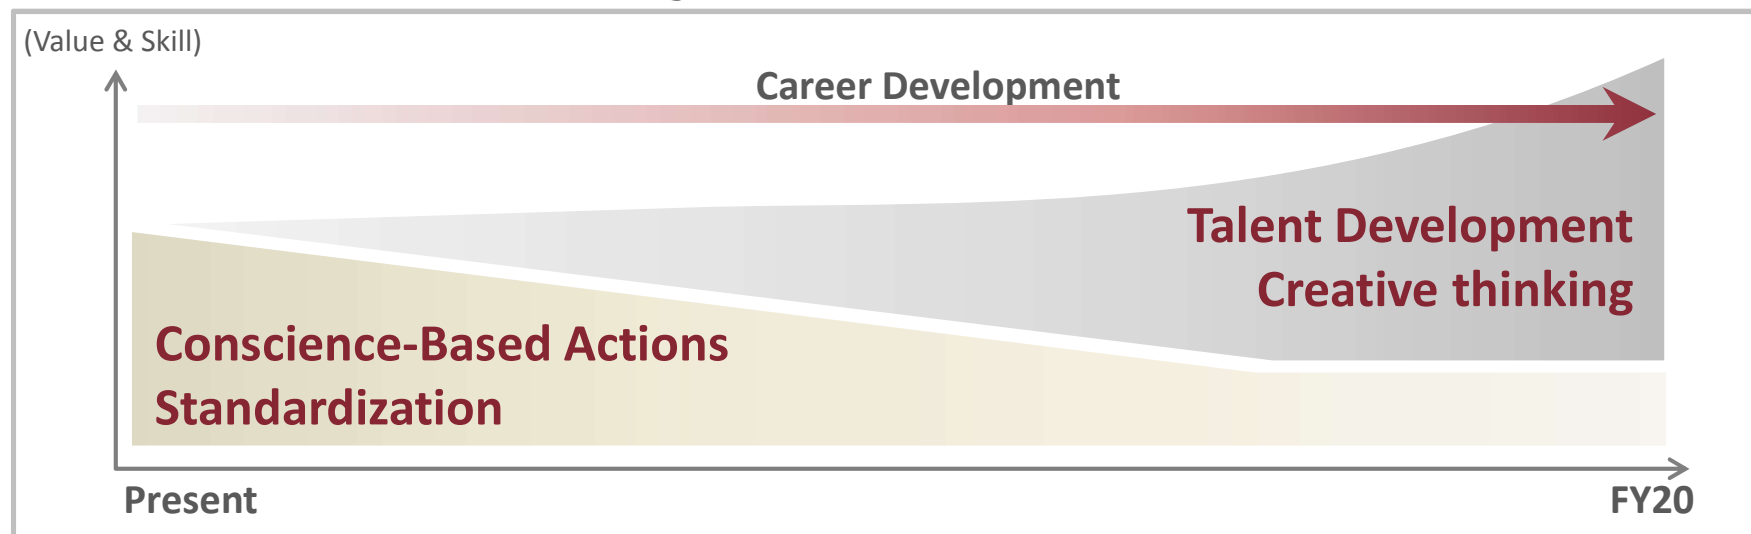 (Value & Skill)
Career Development
Talent Development
Creative thinking
Conscience-Based Actions
Standardization
Present
FY20